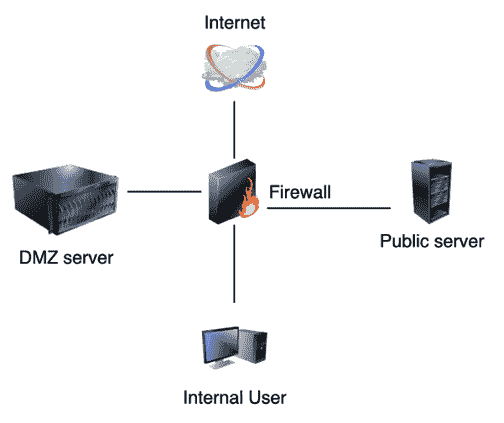 Internet
Firewall
DMZ server
Public server
Internal User